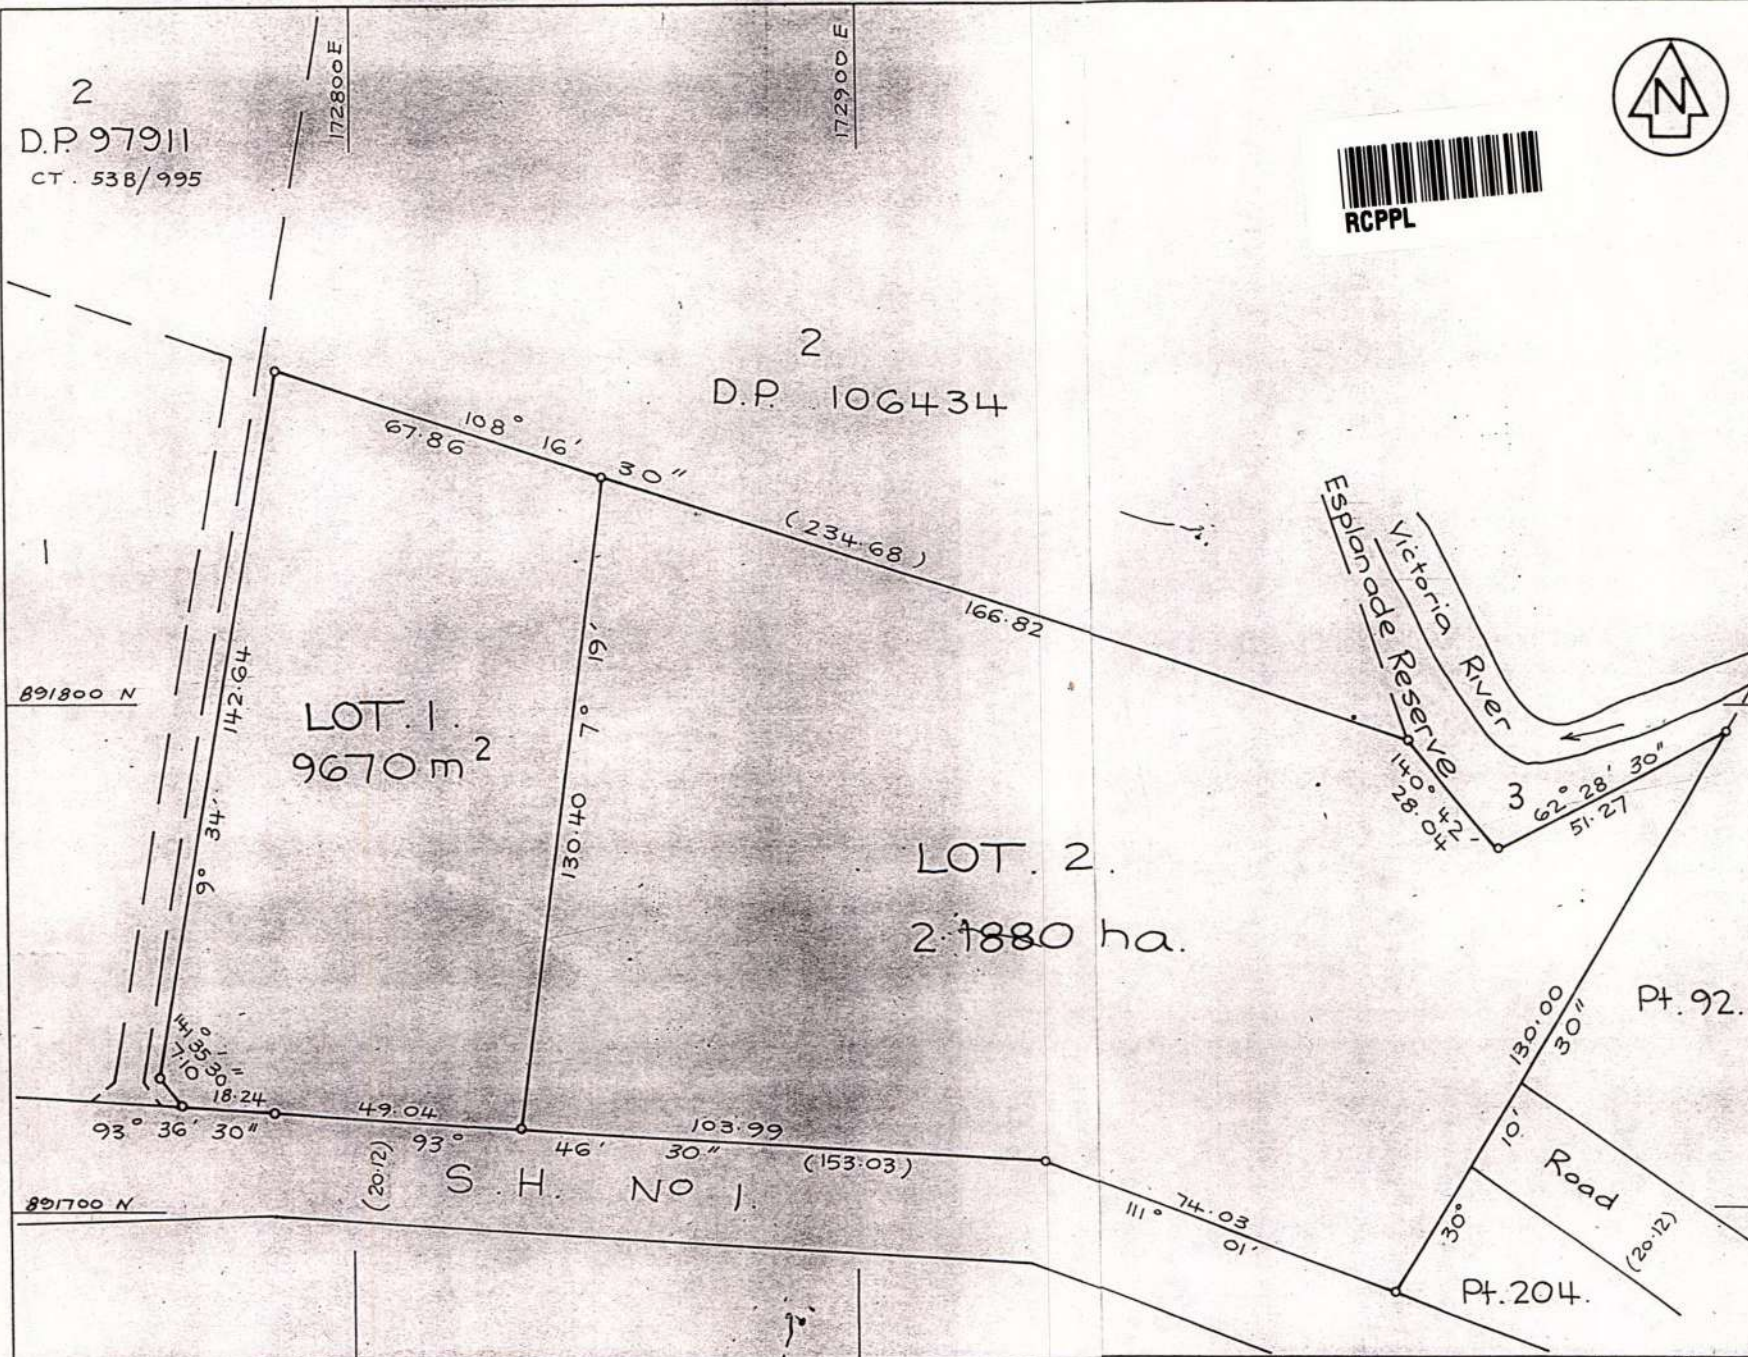 172800 E
172900 E
N
2
D.P. 97911
CT. 53B/995
RCPPL
2
D.P. 106434
108° 16' 30"
67.86
(234.68)
166.82
Esplanade Reserve
Victoria River
1
891800 N
142.64
9° 34'
LOT. 1.
9670 m²
7° 19'
130.40
140° 42'
28.04
3
62° 28' 30"
51.27
LOT. 2.
2.1880 ha.
Pt. 92.
130.00
30° 10' 30"
141° 35' 30"
7.10
18.24
93° 36' 30"
49.04
93° 46' 30"
103.99
(153.03)
(20.12)
S.H. No 1.
891700 N
74.03
111° 01'
Road
(20.12)
Pt. 204.